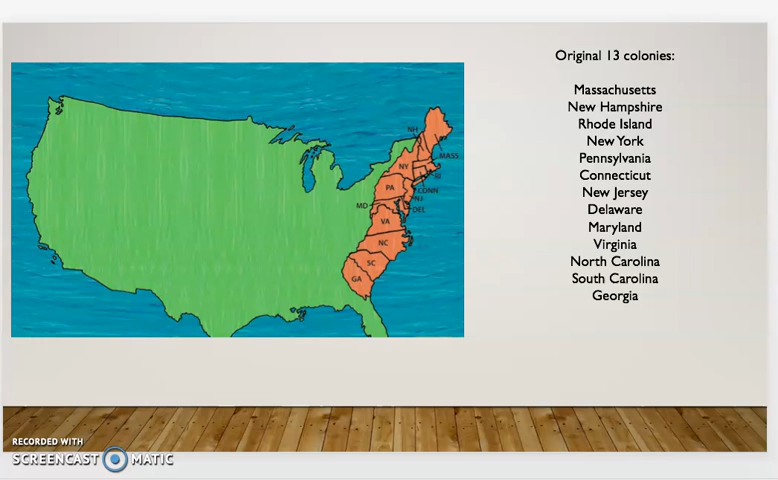 Original 13 colonies:
Massachusetts
New Hampshire
Rhode Island
New York
Pennsylvania
Connecticut
New Jersey
Delaware
Maryland
Virginia
North Carolina
South Carolina
Georgia
NH
MASS
NY
RI
PA
CONN
NJ
MD
DEL
VA
NC
SC
GA
RECORDED WITH
SCREENCAST MATIC